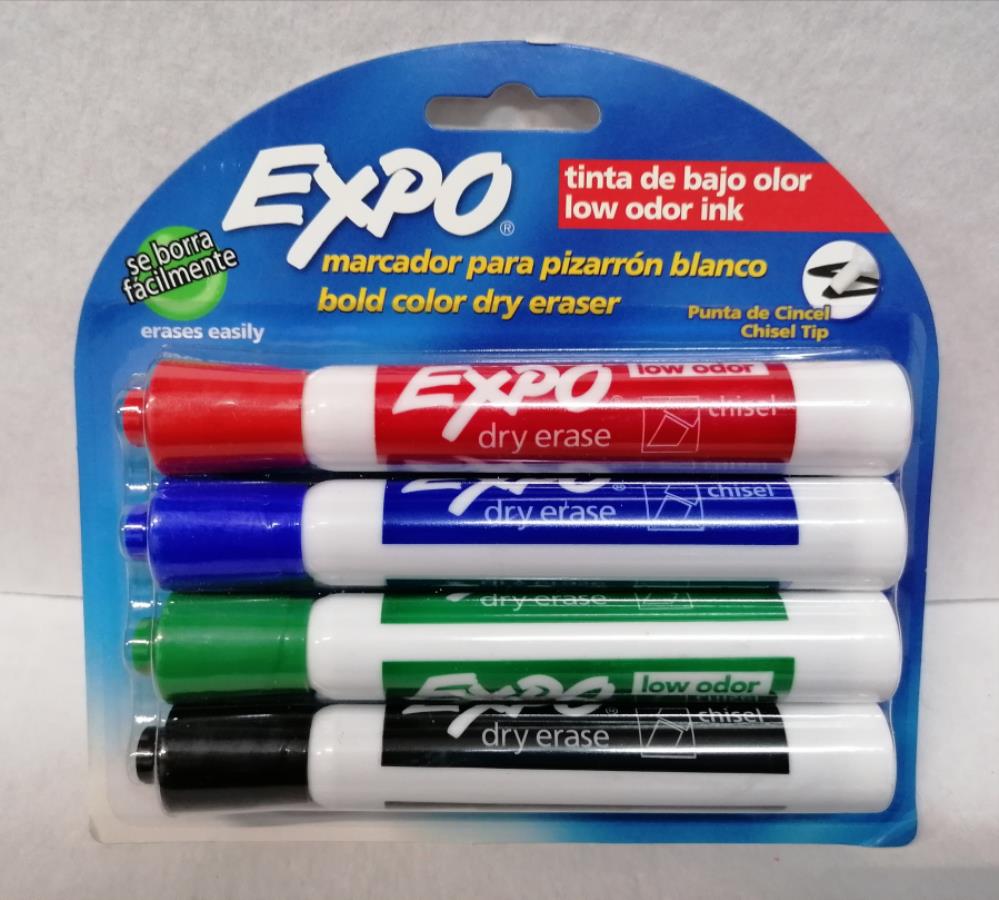 EXPO®
tinta de bajo olor
low odor ink
se borra
fácilmente
erases easily
marcador para pizarrón blanco
bold color dry eraser
Punta de Cincel
Chisel Tip
EXPO®
low odor
dry erase
chisel
EXPO®
dry erase
chisel
dry erase
EXPO®
low odor
dry erase
chisel